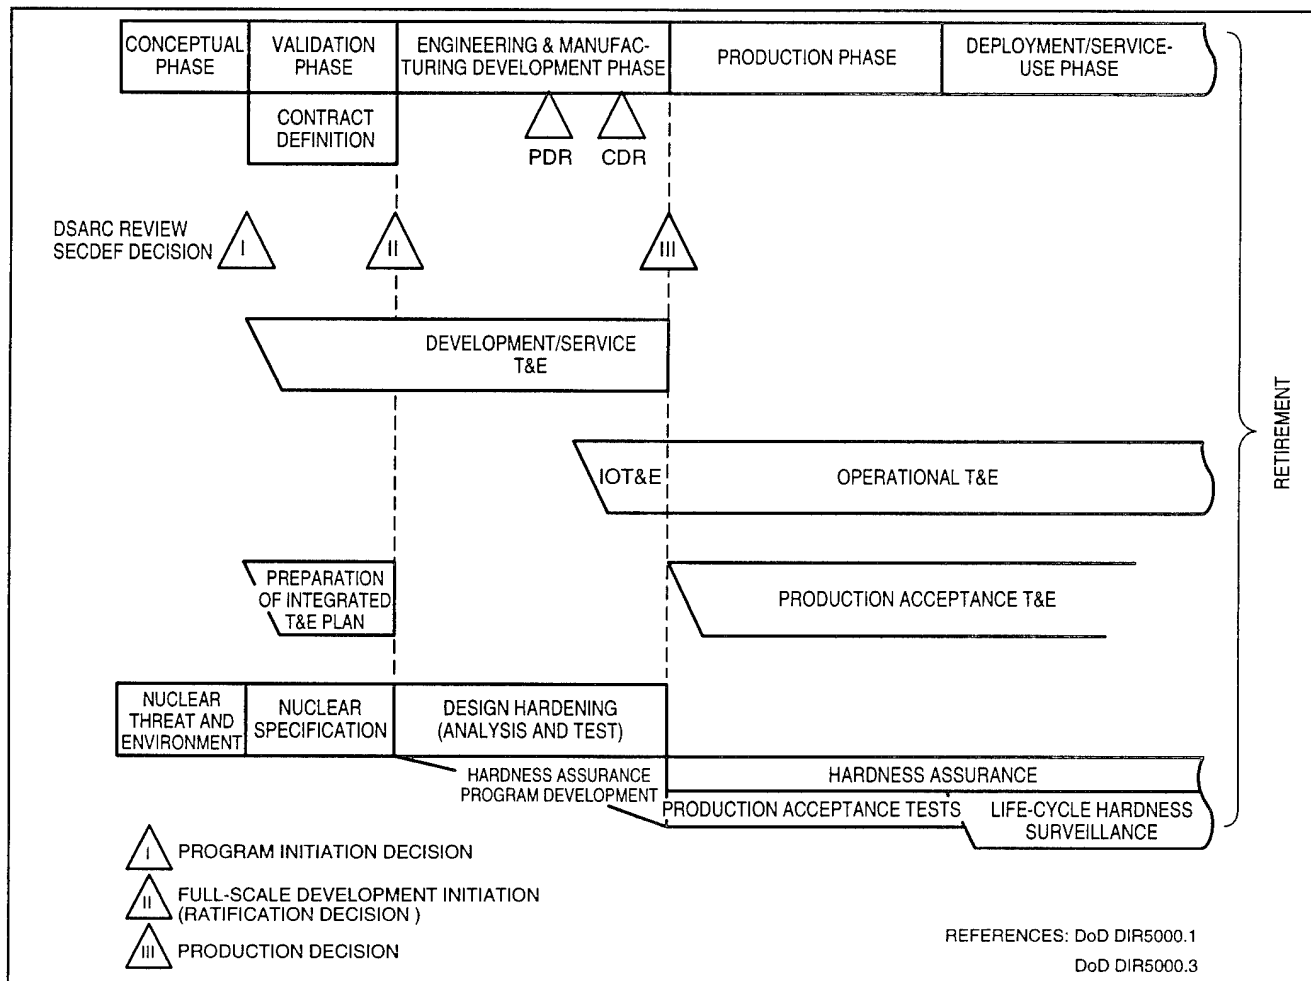 CONCEPTUAL
PHASE
VALIDATION
PHASE
ENGINEERING & MANUFAC-
TURING DEVELOPMENT PHASE
PRODUCTION PHASE
DEPLOYMENT/SERVICE-
USE PHASE
CONTRACT
DEFINITION
PDR
CDR
DSARC REVIEW
SECDEF DECISION
I
II
III
DEVELOPMENT/SERVICE
T&E
IOT&E
OPERATIONAL T&E
RETIREMENT
PREPARATION
OF INTEGRATED
T&E PLAN
PRODUCTION ACCEPTANCE T&E
NUCLEAR
THREAT AND
ENVIRONMENT
NUCLEAR
SPECIFICATION
DESIGN HARDENING
(ANALYSIS AND TEST)
HARDNESS ASSURANCE
PROGRAM DEVELOPMENT
HARDNESS ASSURANCE
PRODUCTION ACCEPTANCE TESTS
LIFE-CYCLE HARDNESS
SURVEILLANCE
I PROGRAM INITIATION DECISION
II FULL-SCALE DEVELOPMENT INITIATION
(RATIFICATION DECISION )
III PRODUCTION DECISION
REFERENCES: DoD DIR5000.1
DoD DIR5000.3